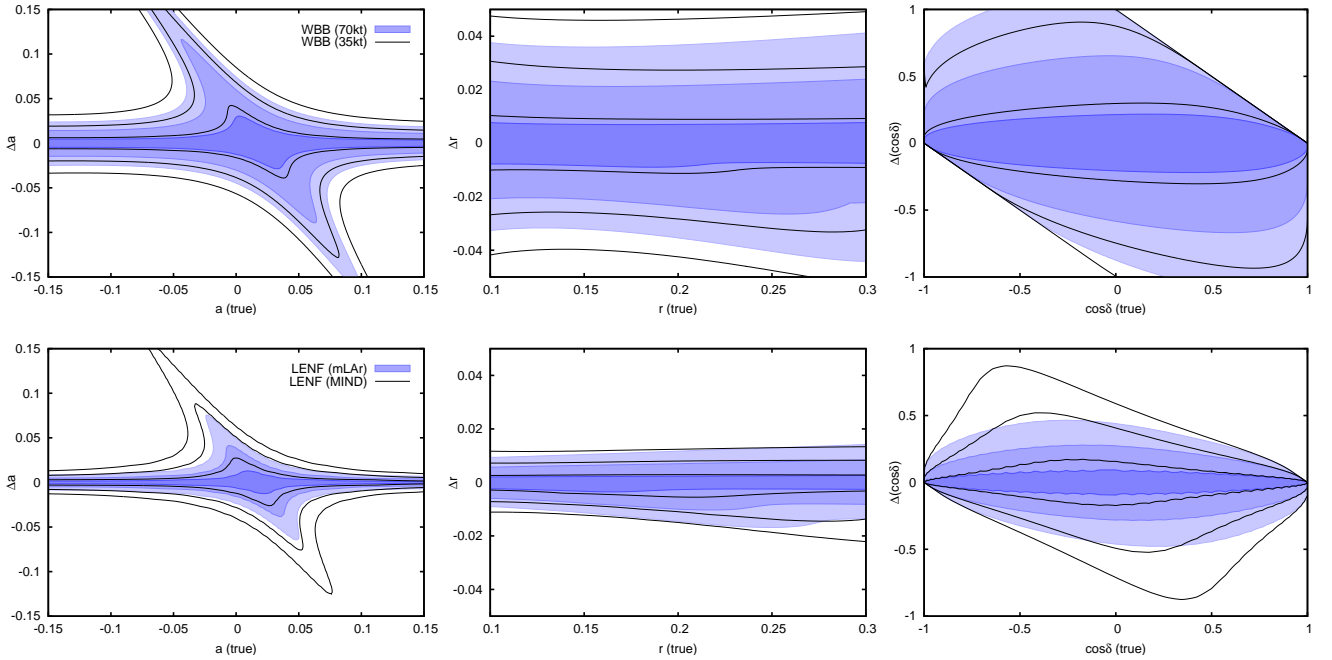 0.15
0.1
0.05
0
-0.05
-0.1
-0.15
Δa
-0.15 -0.1 -0.05 0 0.05 0.1 0.15
a (true)
WBB (70kt)
WBB (35kt)
0.04
0.02
0
-0.02
-0.04
Δr
0.1 0.15 0.2 0.25 0.3
r (true)
1
0.5
0
-0.5
-1
Δ(cosδ)
-1 -0.5 0 0.5 1
cosδ (true)
0.15
0.1
0.05
0
-0.05
-0.1
-0.15
Δa
-0.15 -0.1 -0.05 0 0.05 0.1 0.15
a (true)
LENF (mLAr)
LENF (MIND)
0.04
0.02
0
-0.02
-0.04
Δr
0.1 0.15 0.2 0.25 0.3
r (true)
1
0.5
0
-0.5
-1
Δ(cosδ)
-1 -0.5 0 0.5 1
cosδ (true)